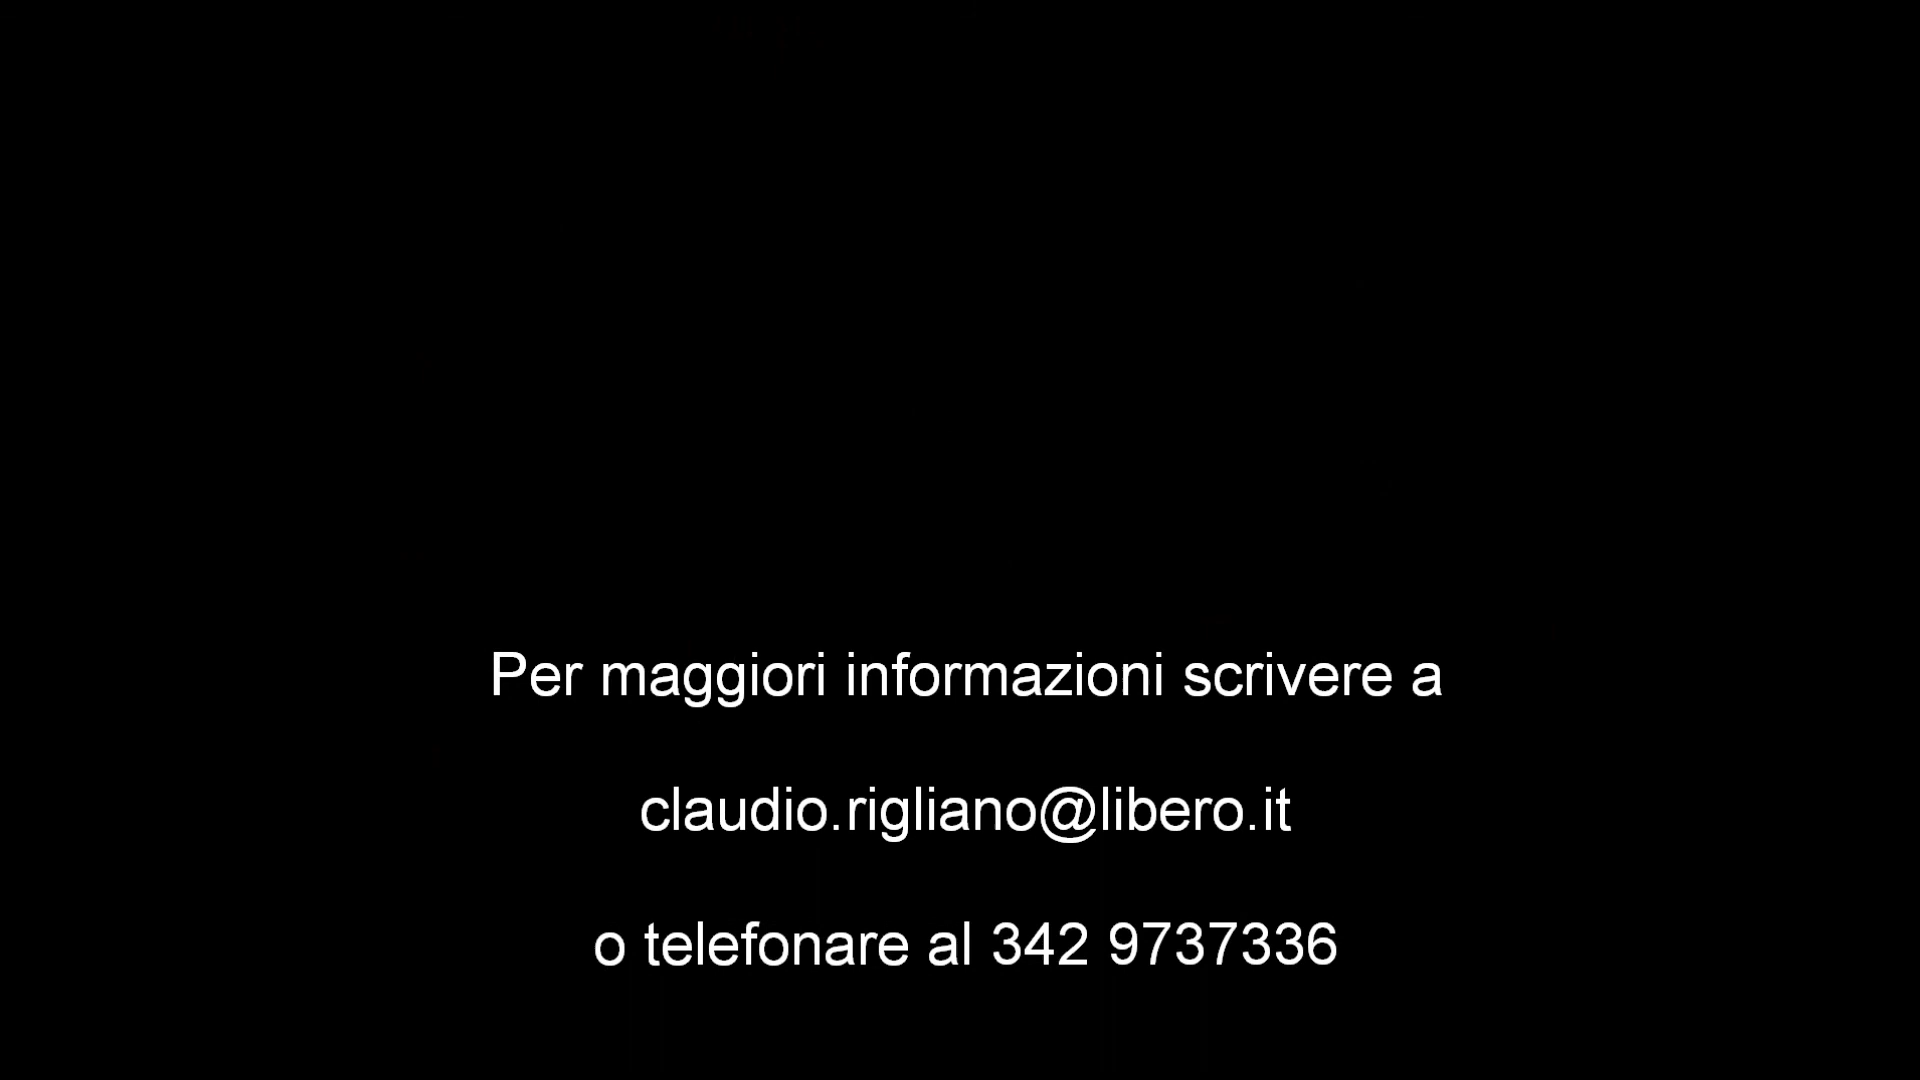 Per maggiori informazioni scrivere a
claudio.rigliano@libero.it
o telefonare al 342 9737336